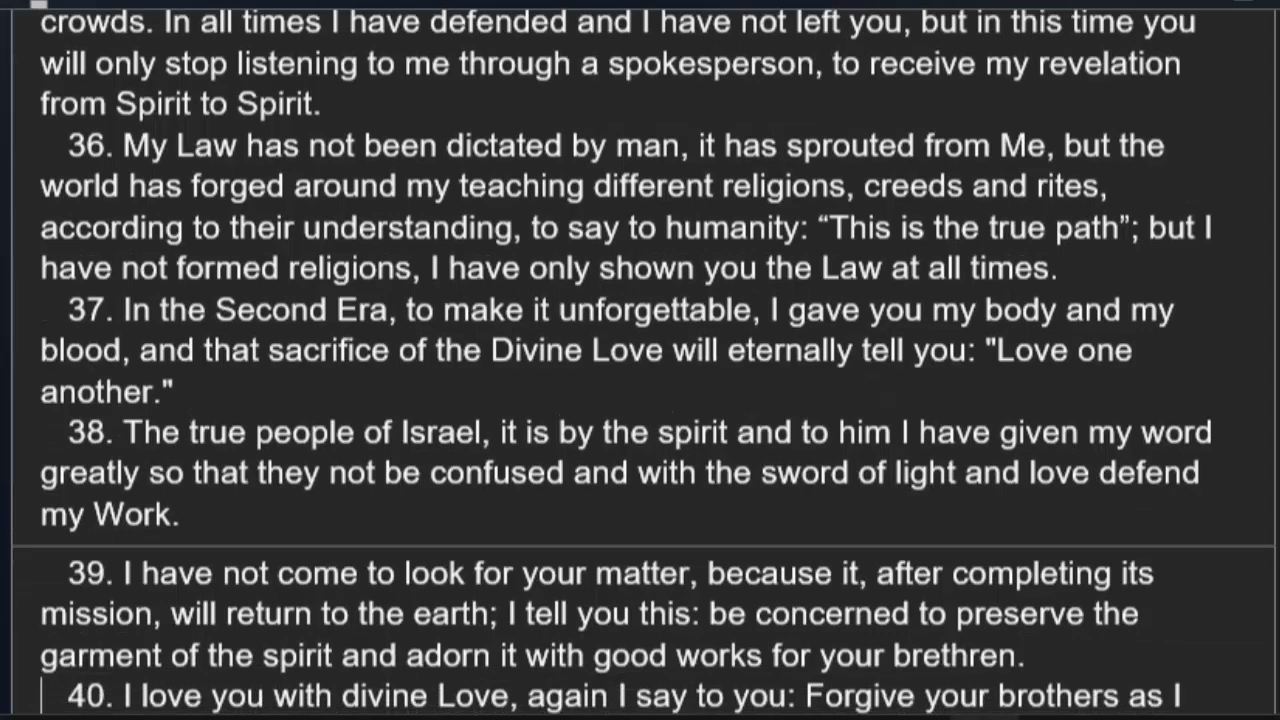 crowds. In all times I have defended and I have not left you, but in this time you
will only stop listening to me through a spokesperson, to receive my revelation
from Spirit to Spirit.
36. My Law has not been dictated by man, it has sprouted from Me, but the
world has forged around my teaching different religions, creeds and rites,
according to their understanding, to say to humanity: “This is the true path”; but I
have not formed religions, I have only shown you the Law at all times.
37. In the Second Era, to make it unforgettable, I gave you my body and my
blood, and that sacrifice of the Divine Love will eternally tell you: "Love one
another."
38. The true people of Israel, it is by the spirit and to him I have given my word
greatly so that they not be confused and with the sword of light and love defend
my Work.
39. I have not come to look for your matter, because it, after completing its
mission, will return to the earth; I tell you this: be concerned to preserve the
garment of the spirit and adorn it with good works for your brethren.
40. I love you with divine Love, again I say to you: Forgive your brothers as I